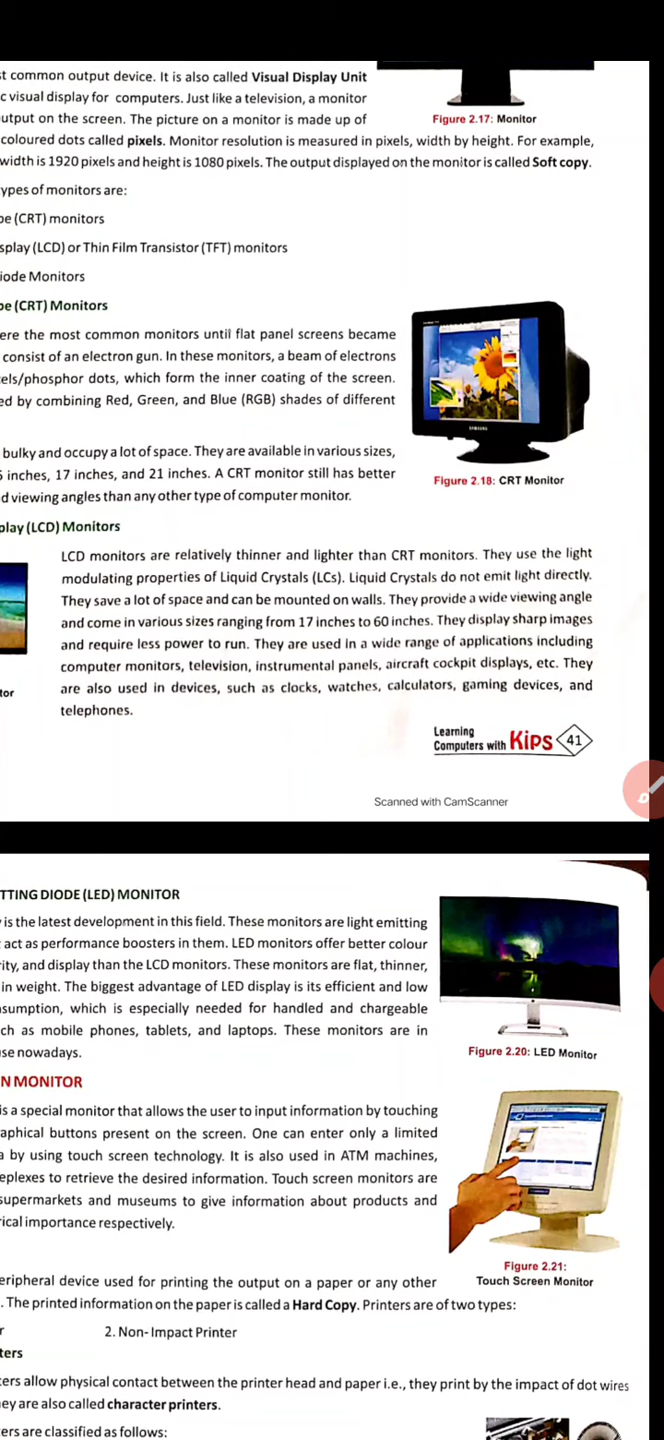 t common output device. It is also called Visual Display Unit
c visual display for computers. Just like a television, a monitor
utput on the screen. The picture on a monitor is made up of
Figure 2.17: Monitor
coloured dots called pixels. Monitor resolution is measured in pixels, width by height. For example,
width is 1920 pixels and height is 1080 pixels. The output displayed on the monitor is called Soft copy.
ypes of monitors are:
be (CRT) monitors
splay (LCD) or Thin Film Transistor (TFT) monitors
iode Monitors
be (CRT) Monitors
ere the most common monitors until flat panel screens became
consist of an electron gun. In these monitors, a beam of electrons
els/phosphor dots, which form the inner coating of the screen.
ed by combining Red, Green, and Blue (RGB) shades of different
SAMSUNG
bulky and occupy a lot of space. They are available in various sizes,
5 inches, 17 inches, and 21 inches. A CRT monitor still has better
d viewing angles than any other type of computer monitor.
Figure 2.18: CRT Monitor
play (LCD) Monitors
LCD monitors are relatively thinner and lighter than CRT monitors. They use the light
modulating properties of Liquid Crystals (LCs). Liquid Crystals do not emit light directly.
They save a lot of space and can be mounted on walls. They provide a wide viewing angle
and come in various sizes ranging from 17 inches to 60 inches. They display sharp images
and require less power to run. They are used in a wide range of applications including
computer monitors, television, instrumental panels, aircraft cockpit displays, etc. They
are also used in devices, such as clocks, watches, calculators, gaming devices, and
telephones.
tor
Learning
Computers with Kips 41
Scanned with CamScanner
TTING DIODE (LED) MONITOR
y is the latest development in this field. These monitors are light emitting
t act as performance boosters in them. LED monitors offer better colour
rity, and display than the LCD monitors. These monitors are flat, thinner,
in weight. The biggest advantage of LED display is its efficient and low
nsumption, which is especially needed for handled and chargeable
ch as mobile phones, tablets, and laptops. These monitors are in
se nowadays.
Figure 2.20: LED Monitor
N MONITOR
is a special monitor that allows the user to input information by touching
aphical buttons present on the screen. One can enter only a limited
a by using touch screen technology. It is also used in ATM machines,
eplexes to retrieve the desired information. Touch screen monitors are
supermarkets and museums to give information about products and
rical importance respectively.
Figure 2.21:
Touch Screen Monitor
eripheral device used for printing the output on a paper or any other
. The printed information on the paper is called a Hard Copy. Printers are of two types:
r 2. Non- Impact Printer
ters
ers allow physical contact between the printer head and paper i.e., they print by the impact of dot wires
ey are also called character printers.
ers are classified as follows: